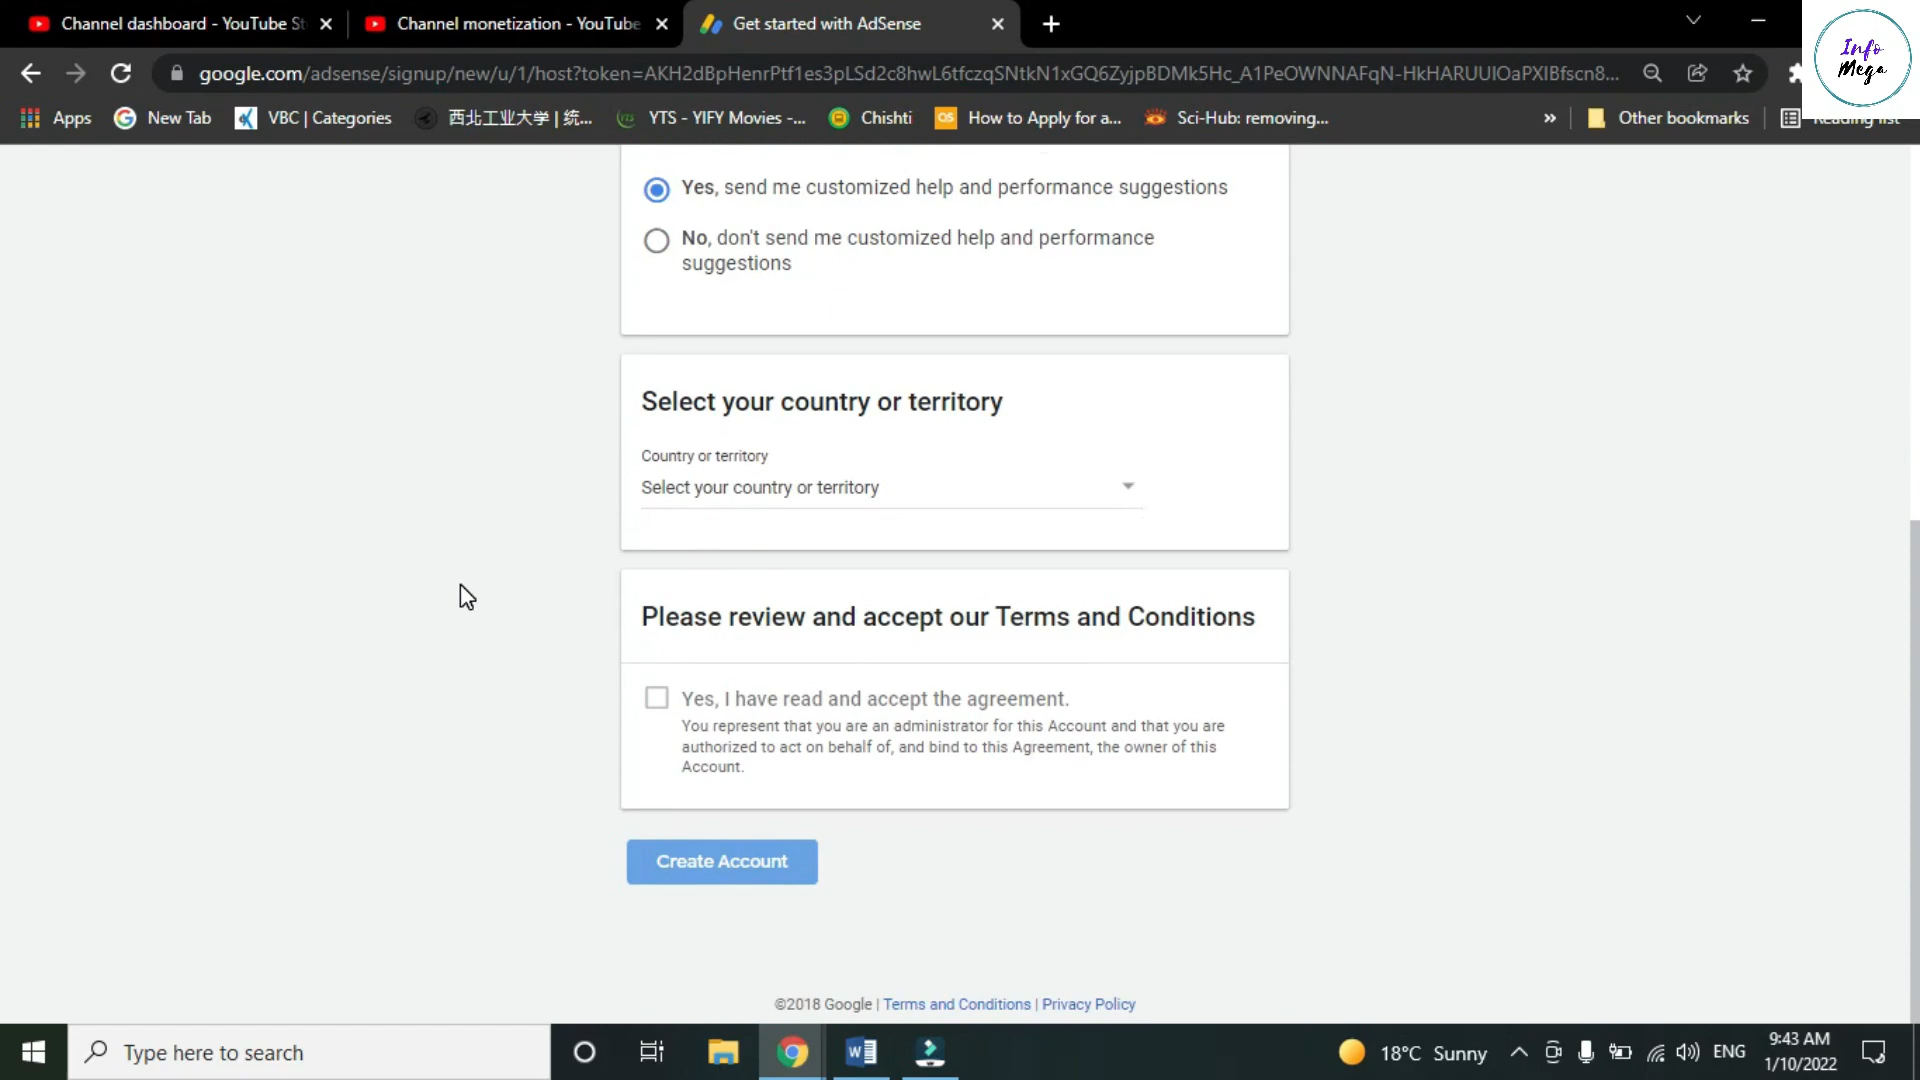 Channel dashboard - YouTube St
Channel monetization - YouTube
Get started with AdSense
google.com/adsense/signup/new/u/1/host?token=AKH2dBpHenrPtf1es3pLSd2c8hwL6tfczqSNtkN1xGQ6ZyjpBDMk5Hc_A1PeOWNNAFqN-HkHARUUIOaPXIBfscn8...
Info
Mega
Apps
New Tab
VBC | Categories
西北工业大学 | 统...
YTS - YIFY Movies -...
Chishti
How to Apply for a...
Sci-Hub: removing...
»
Other bookmarks
Reading list
Yes, send me customized help and performance suggestions
No, don't send me customized help and performance
suggestions
Select your country or territory
Country or territory
Select your country or territory
Please review and accept our Terms and Conditions
Yes, I have read and accept the agreement.
You represent that you are an administrator for this Account and that you are
authorized to act on behalf of, and bind to this Agreement, the owner of this
Account.
Create Account
©2018 Google | Terms and Conditions | Privacy Policy
Type here to search
18°C Sunny
ENG
9:43 AM
1/10/2022